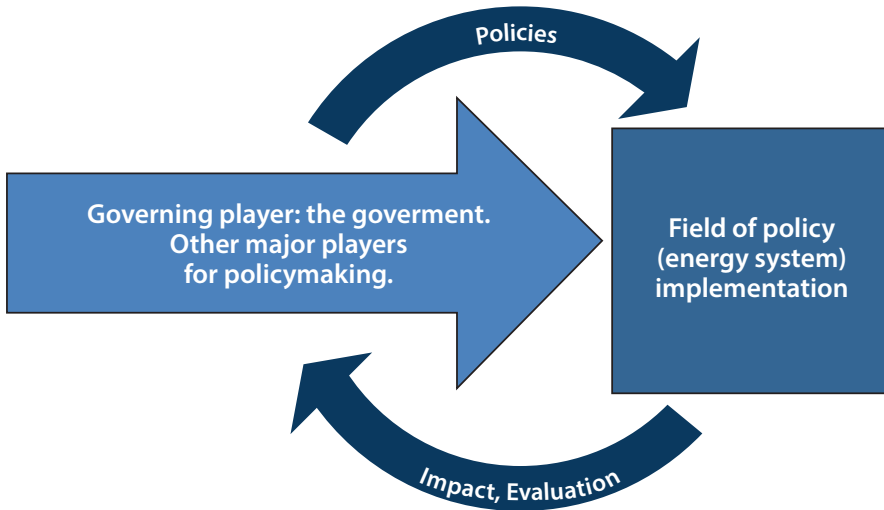 Policies
Governing player: the goverment.
Other major players
for policymaking.
Field of policy
(energy system)
implementation
Impact, Evaluation